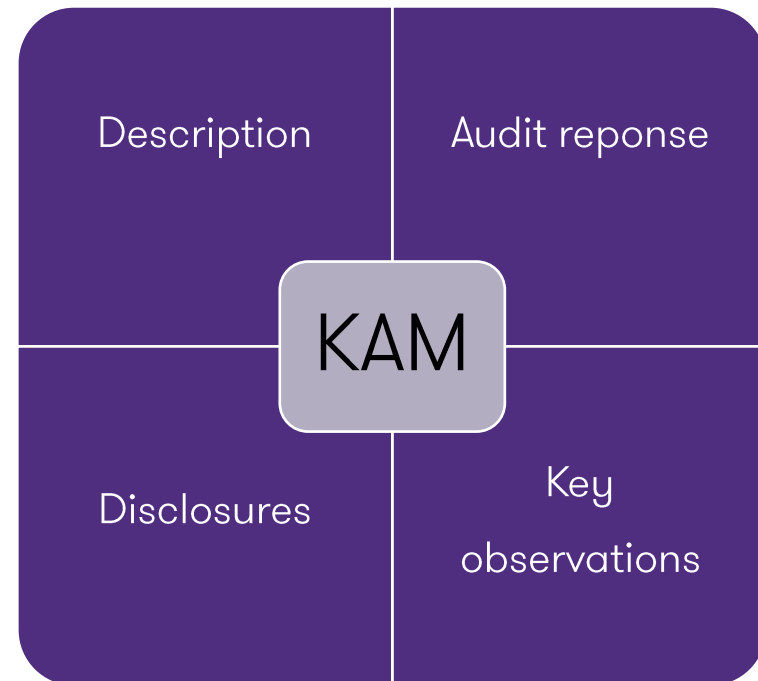 Description
Audit reponse
KAM
Disclosures
Key
observations